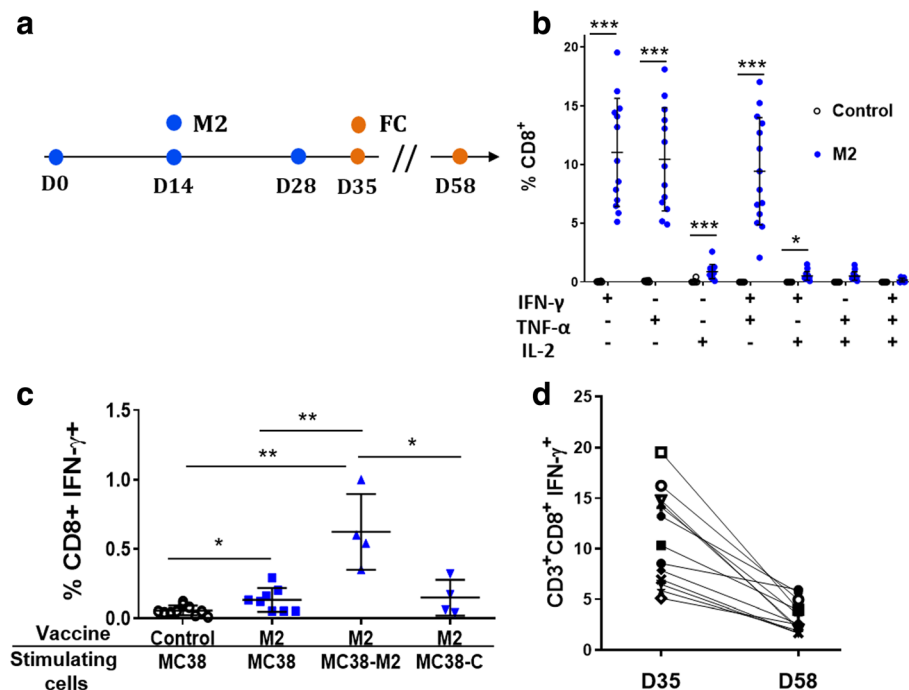 a
M2
FC
D0
D14
D28
D35
D58
b
% CD8+
20
15
10
5
0
***
***
***
***
*
Control
M2
IFN-γ + - - + + - +
TNF-α - + - + - + +
IL-2 - - + - + + +
c
% CD8+ IFN-γ+
1.5
1.0
0.5
0.0
**
**
*
*
Vaccine Control M2 M2 M2
Stimulating MC38 MC38 MC38-M2 MC38-C
cells
d
CD3+CD8+ IFN-γ+
25
20
15
10
5
0
D35 D58